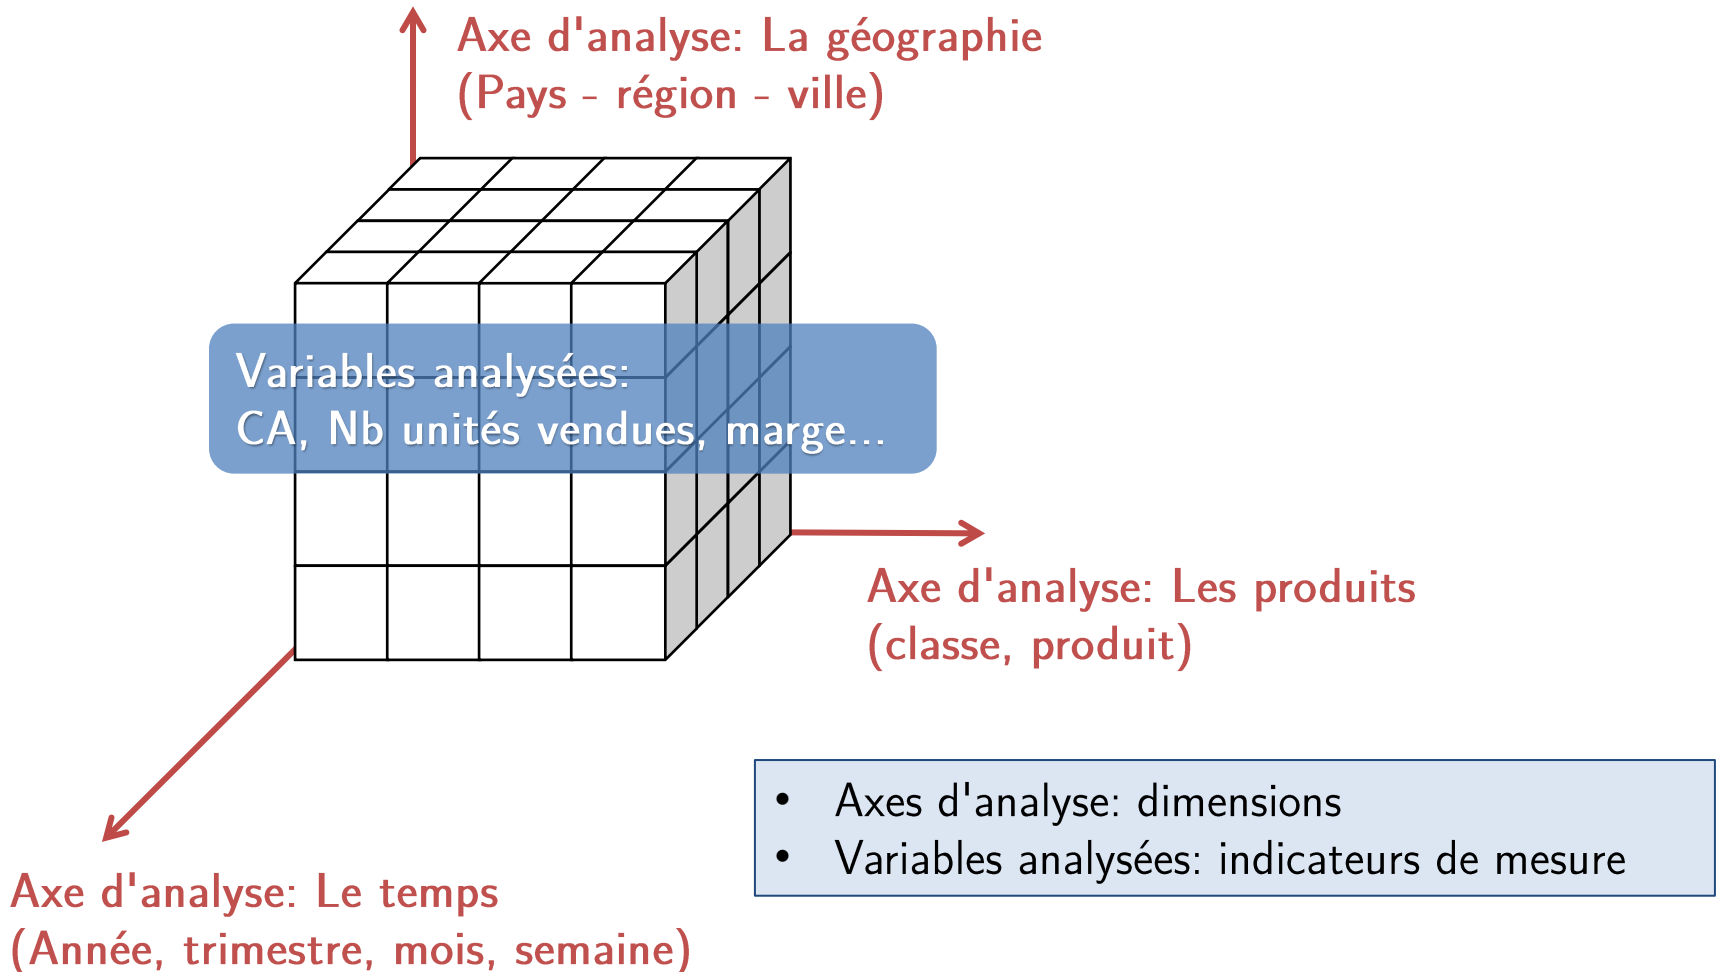 Axe d'analyse: La géographie
(Pays - région - ville)
Variables analysées:
CA, Nb unités vendues, marge...
Axe d'analyse: Les produits
(classe, produit)
• Axes d'analyse: dimensions
• Variables analysées: indicateurs de mesure
Axe d'analyse: Le temps
(Année, trimestre, mois, semaine)